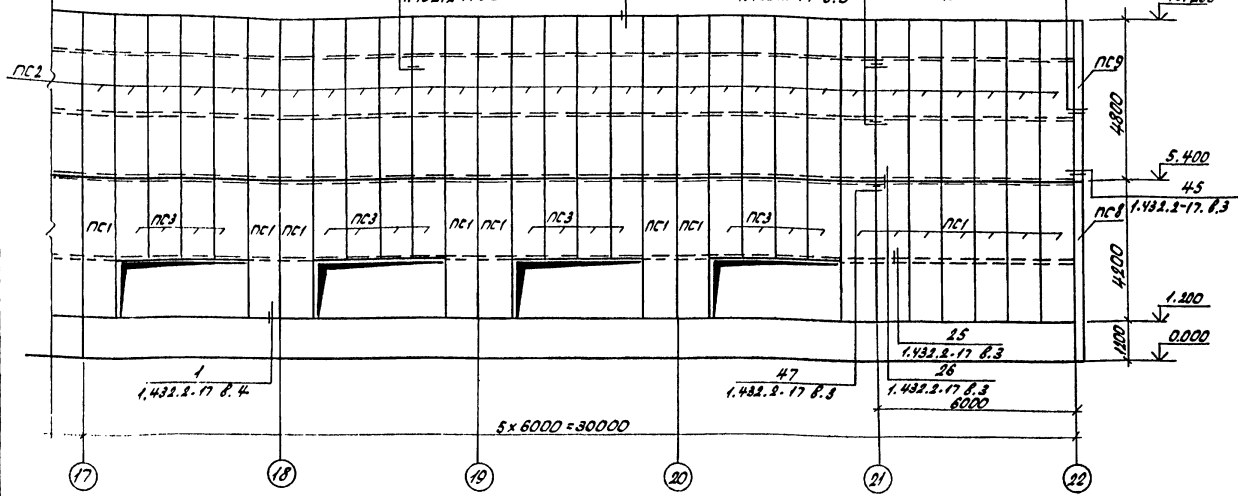 пс2
пс9
4800
5.400
45
1.432.2-17. в.3
пс8
пс1 пс3 пс1 пс1 пс3 пс1 пс1 пс3 пс1 пс1 пс3 пс1
4200
1.200
0.000
1200
25
1.432.2-17 в.3
1
1.432.2-17 в.4
47
1.432.2-17 в.3
26
1.432.2-17 в.3
6000
5 x 6000 = 30000
17 18 19 20 21 22